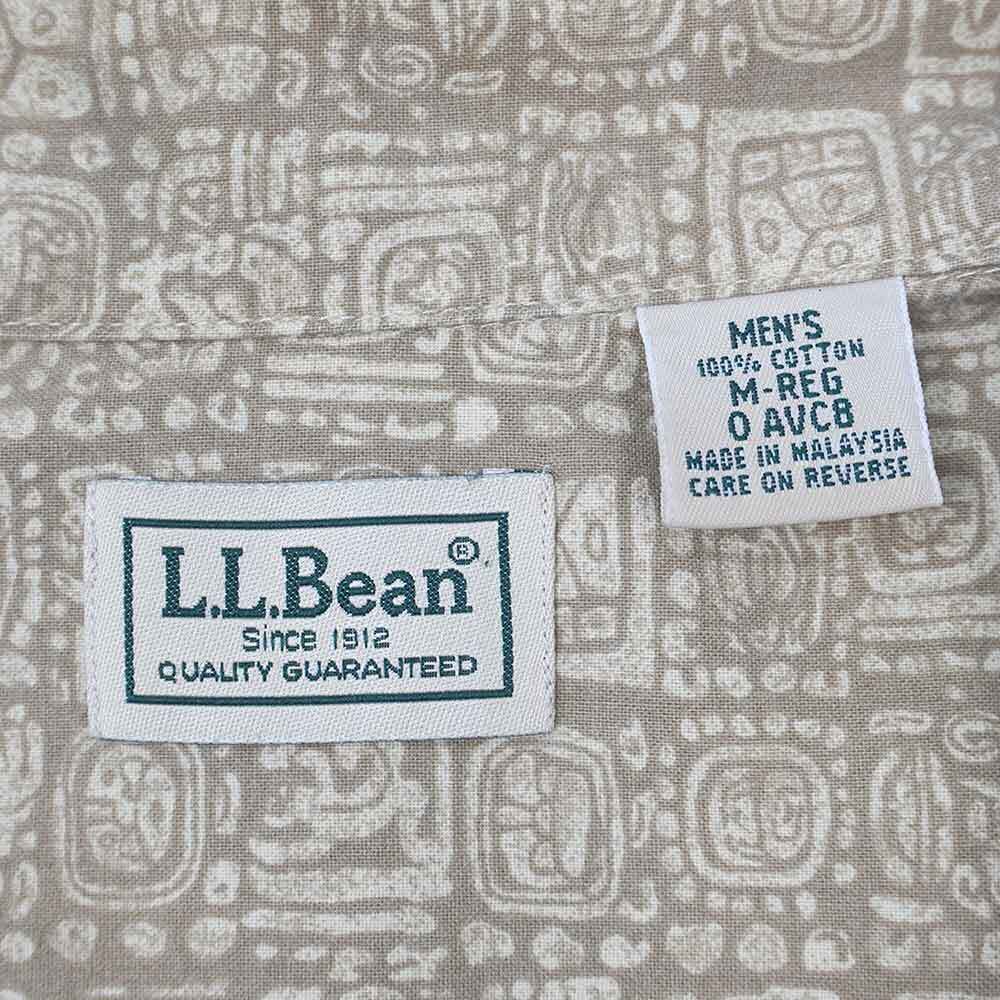 MEN'S
100% COTTON
M-REG
0 AVC8
MADE IN MALAYSIA
CARE ON REVERSE
L.L.Bean®
Since 1912
QUALITY GUARANTEED